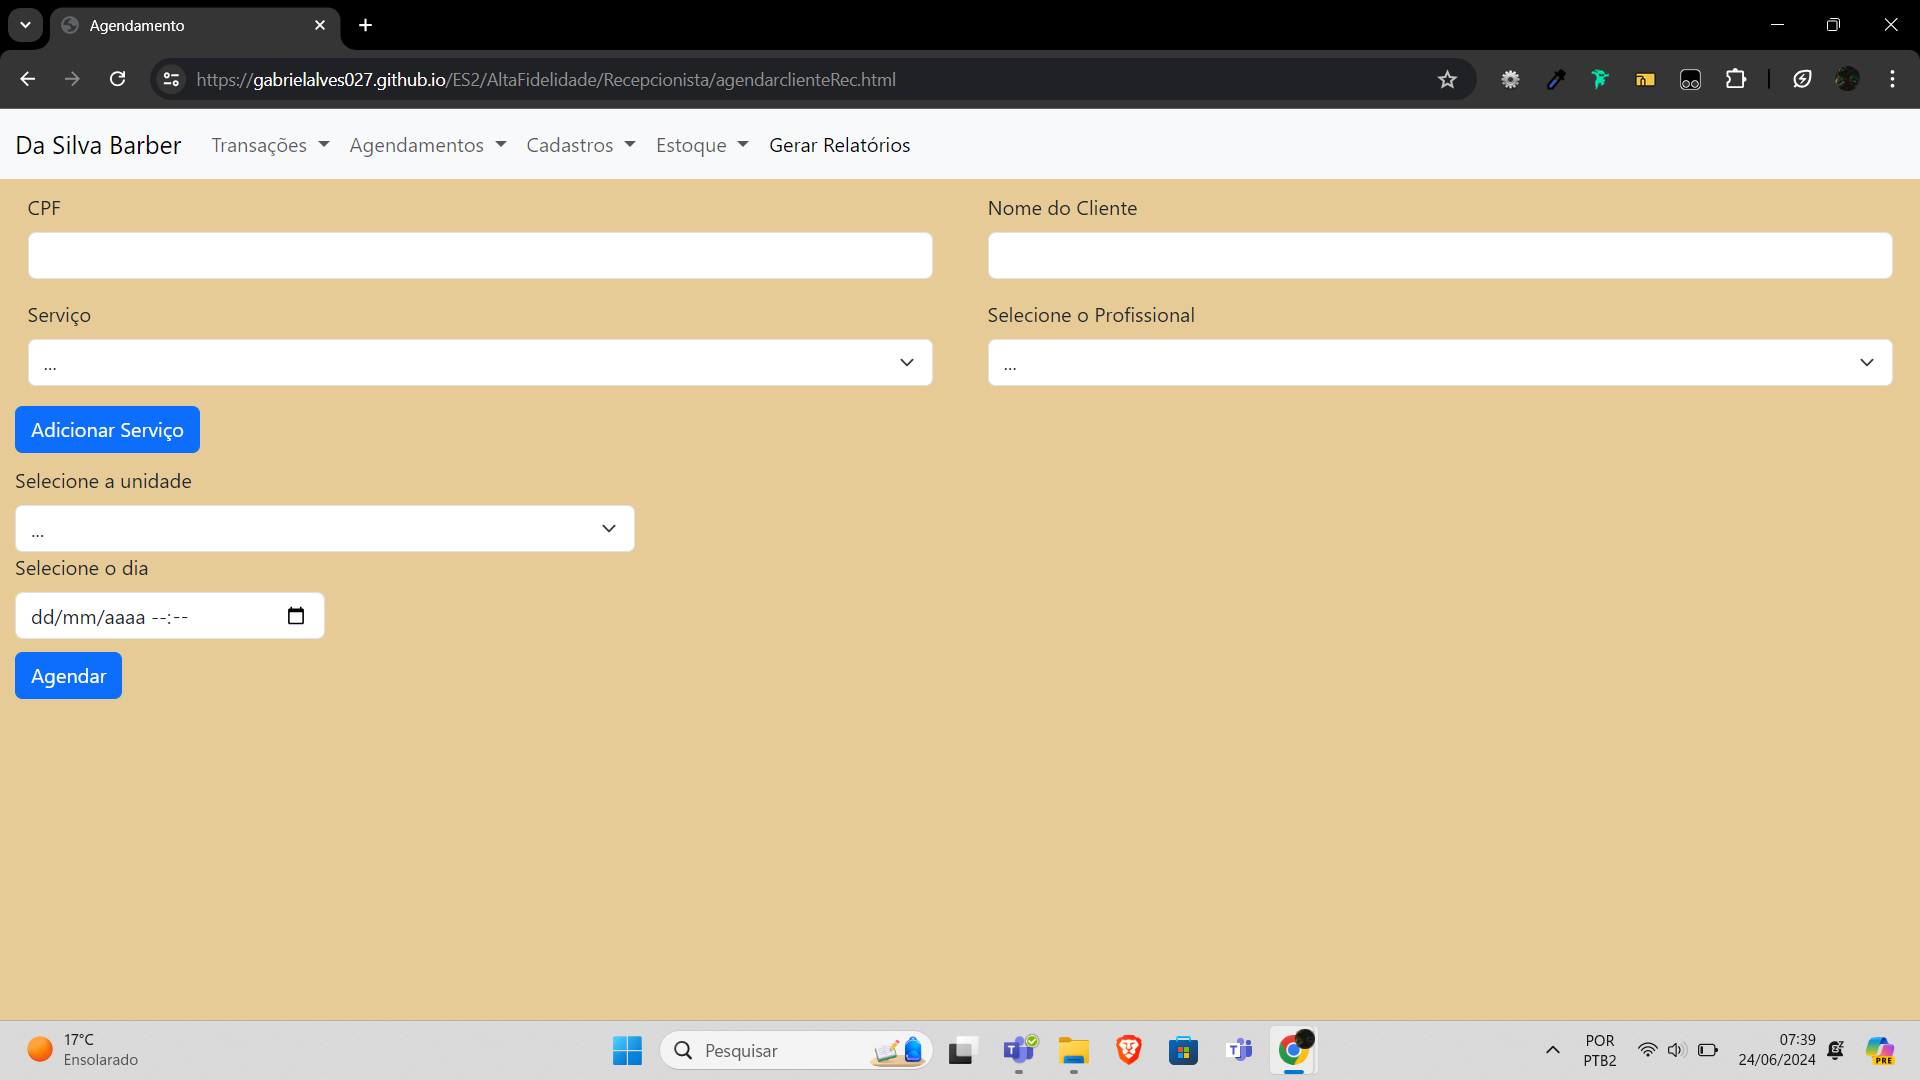 Agendamento
https://gabrielalves027.github.io/ES2/AltaFidelidade/Recepcionista/agendarclienteRec.html
Da Silva Barber Transações Agendamentos Cadastros Estoque Gerar Relatórios
CPF Nome do Cliente
Serviço Selecione o Profissional
... ...
Adicionar Serviço
Selecione a unidade
...
Selecione o dia
dd/mm/aaaa --:--
Agendar
17°C
Ensolarado
Pesquisar
POR
PTB2
07:39
24/06/2024
PRE